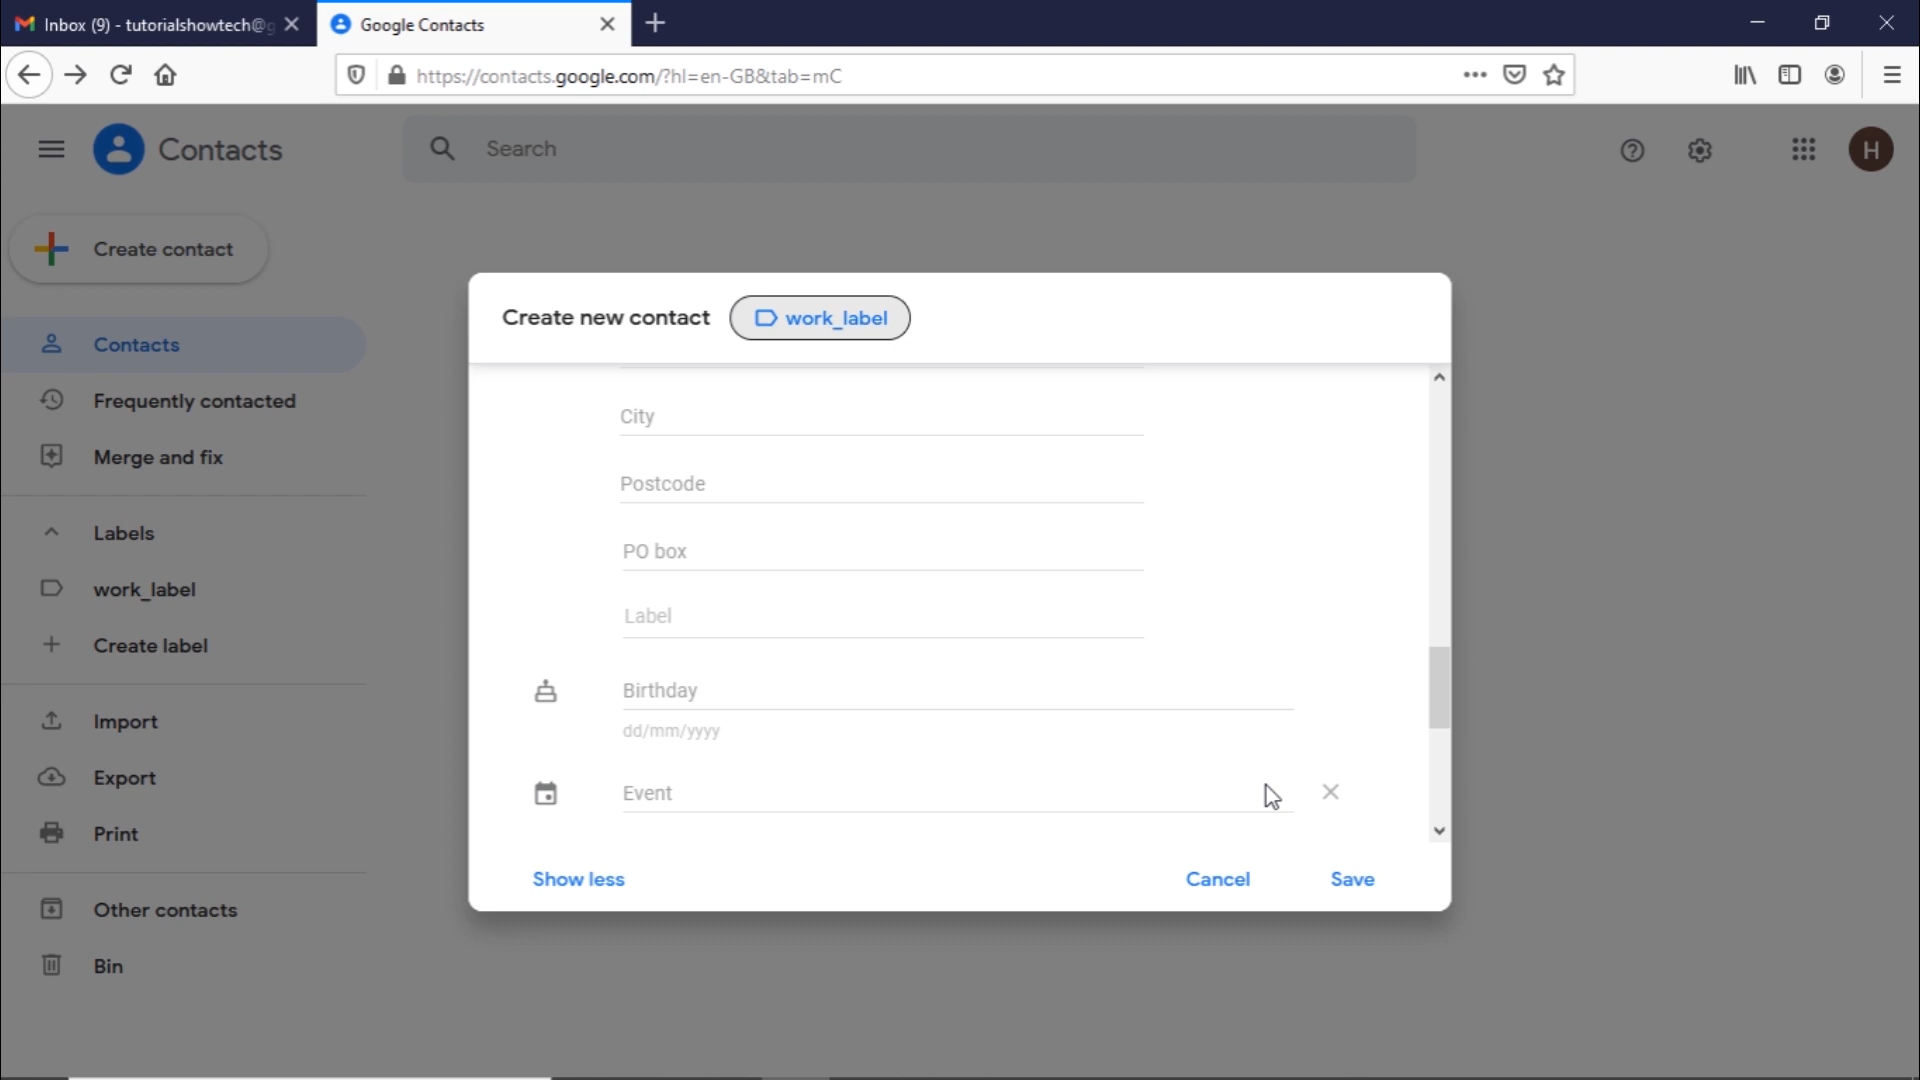 Inbox (9) - tutorialshowtech@g
Google Contacts
https://contacts.google.com/?hl=en-GB&tab=mC
Contacts
Search
H
Create contact
Contacts
Frequently contacted
Merge and fix
Labels
work_label
Create label
Import
Export
Print
Other contacts
Bin
Create new contact
work_label
City
Postcode
PO box
Label
Birthday
dd/mm/yyyy
Event
Show less
Cancel
Save